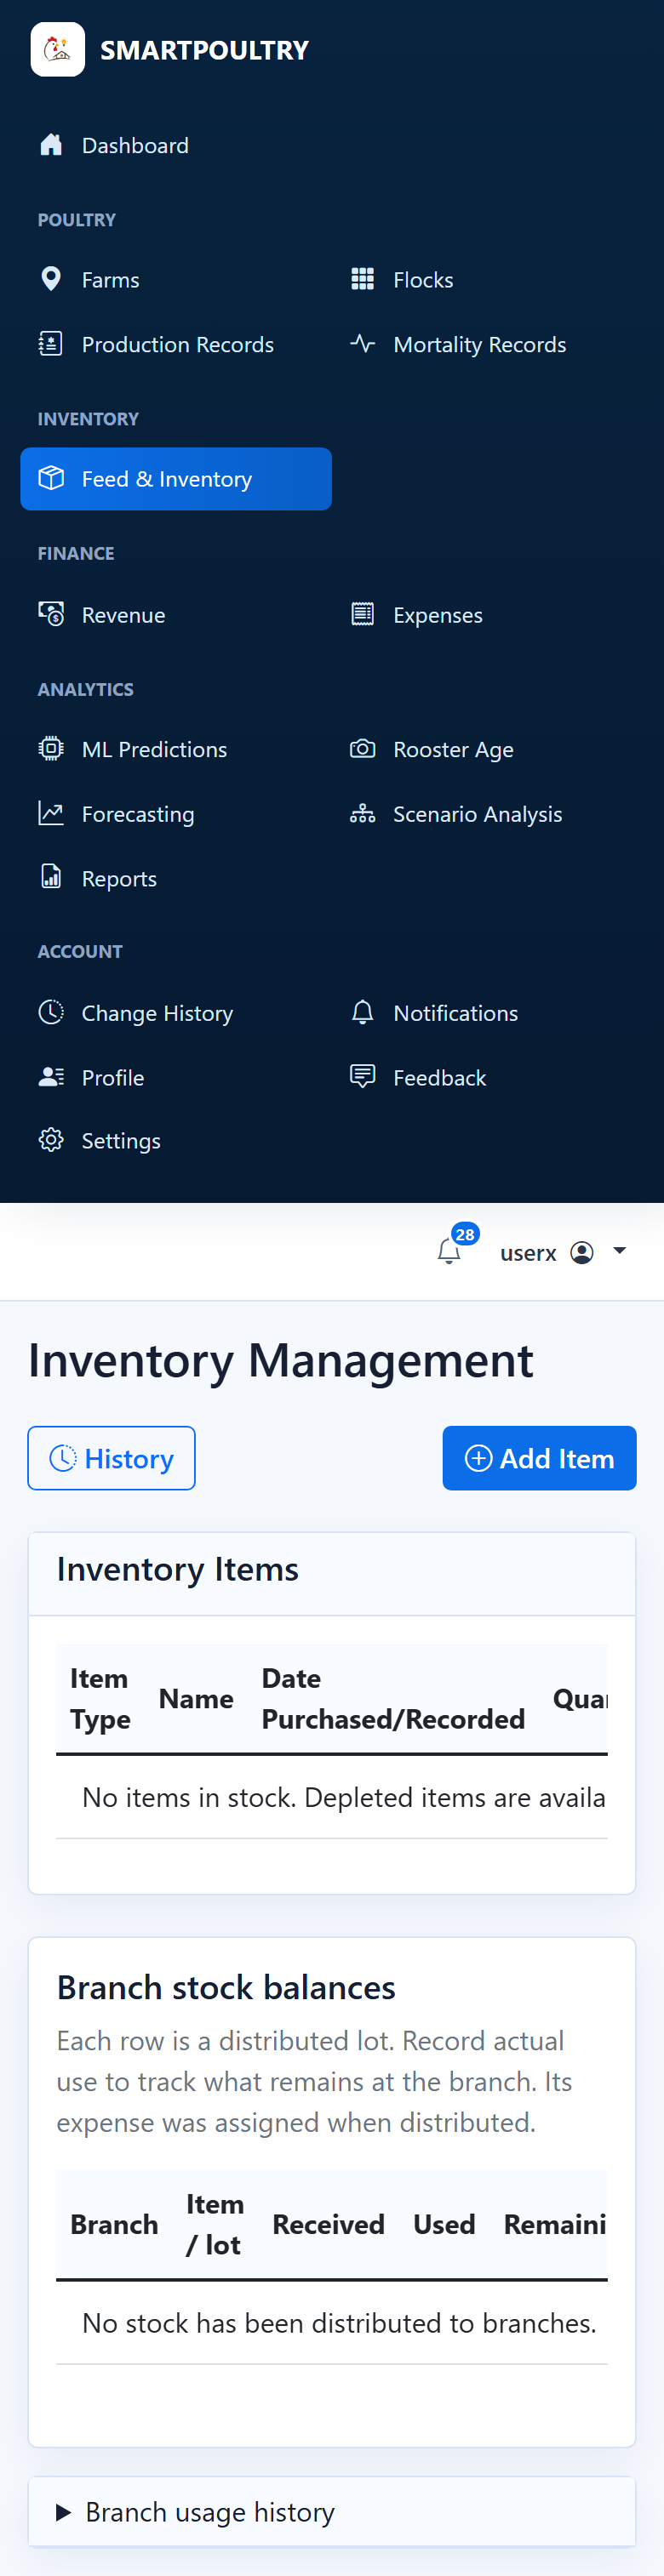 SMARTPOULTRY
Dashboard
POULTRY
Farms
Flocks
Production Records
Mortality Records
INVENTORY
Feed & Inventory
FINANCE
Revenue
Expenses
ANALYTICS
ML Predictions
Rooster Age
Forecasting
Scenario Analysis
Reports
ACCOUNT
Change History
Notifications
Profile
Feedback
Settings
28
userx
Inventory Management
History
Add Item
Inventory Items
Item Type
Name
Date Purchased/Recorded
Quan
No items in stock. Depleted items are availa
Branch stock balances
Each row is a distributed lot. Record actual
use to track what remains at the branch. Its
expense was assigned when distributed.
Branch
Item / lot
Received
Used
Remaini
No stock has been distributed to branches.
Branch usage history